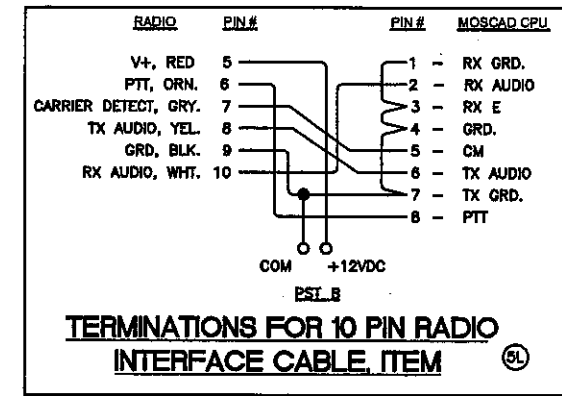 RADIO PIN # PIN # MOSCAD CPU
V+, RED 5 1 – RX GRD.
PTT, ORN. 6 2 – RX AUDIO
CARRIER DETECT, GRY. 7 3 – RX E
TX AUDIO, YEL. 8 4 – GRD.
GRD, BLK. 9 5 – CM
RX AUDIO, WHT. 10 6 – TX AUDIO
7 – TX GRD.
8 – PTT
COM +12VDC
PST B
TERMINATIONS FOR 10 PIN RADIO
INTERFACE CABLE, ITEM 5L